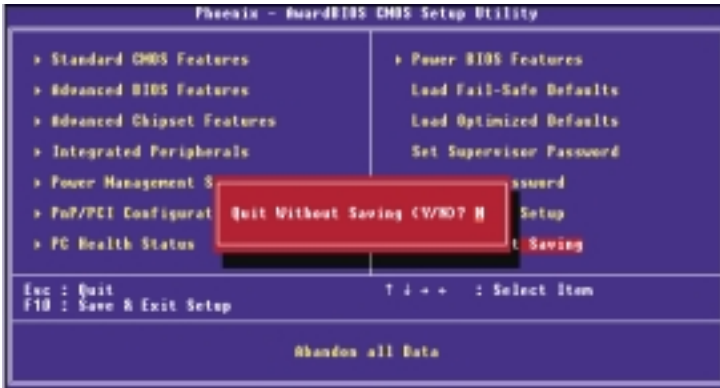 Phoenix - AwardBIOS CMOS Setup Utility
▸ Standard CMOS Features
▸ Advanced BIOS Features
▸ Advanced Chipset Features
▸ Integrated Peripherals
▸ Power Management S
▸ PnP/PCI Configurat
▸ PC Health Status
▸ Power BIOS Features
Load Fail-Safe Defaults
Load Optimized Defaults
Set Supervisor Password
ssword
Setup
t Saving
Quit Without Saving (Y/N)? N
Esc : Quit
F10 : Save & Exit Setup
↑ ↓ → ← : Select Item
Abandon all Data